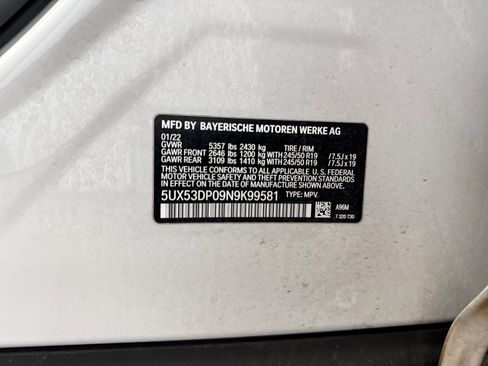 MFD BY BAYERISCHE MOTOREN WERKE AG
01/22
GVWR 5357 lbs 2430 kg TIRE / RIM
GAWR FRONT 2646 lbs 1200 kg WITH 245/50 R19 / 7.5J x 19
GAWR REAR 3109 lbs 1410 kg WITH 245/50 R19 / 7.5J x 19
THIS VEHICLE CONFORMS TO ALL APPLICABLE U. S. FEDERAL
MOTOR VEHICLE SAFETY, BUMPER, AND THEFT PREVENTION
STANDARDS IN EFFECT ON THE DATE OF MANUFACTURE SHOWN ABOVE.
5UX53DP09N9K99581 TYPE: MPV.
A96M
7 320 730